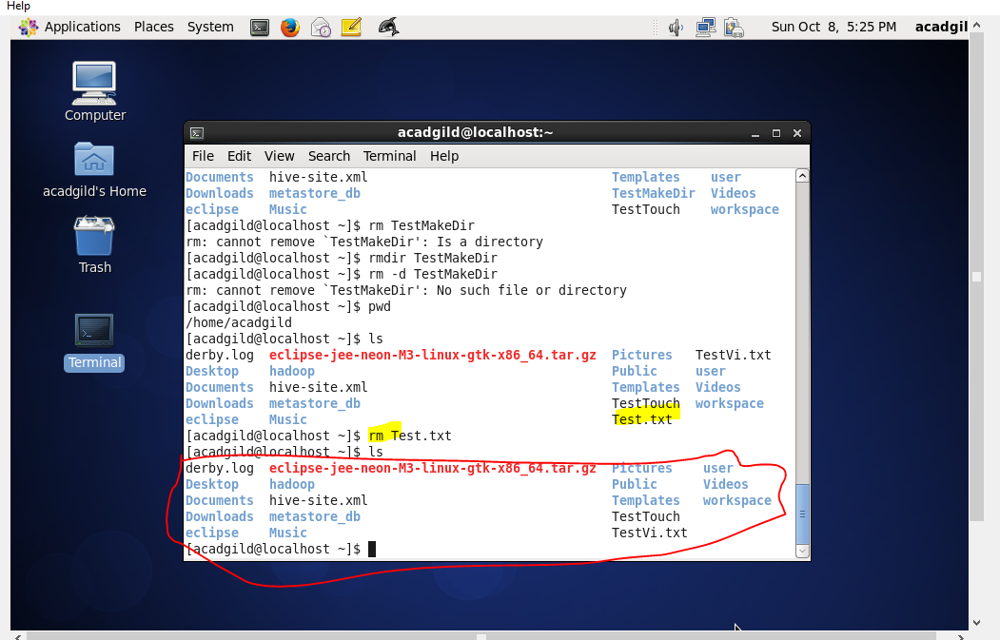 Help
Applications Places System Sun Oct 8, 5:25 PM acadgil
Computer
acadgild's Home
Trash
Terminal
acadgild@localhost:~
File Edit View Search Terminal Help
Documents hive-site.xml Templates user
Downloads metastore_db TestMakeDir Videos
eclipse Music TestTouch workspace
[acadgild@localhost ~]$ rm TestMakeDir
rm: cannot remove `TestMakeDir': Is a directory
[acadgild@localhost ~]$ rmdir TestMakeDir
[acadgild@localhost ~]$ rm -d TestMakeDir
rm: cannot remove `TestMakeDir': No such file or directory
[acadgild@localhost ~]$ pwd
/home/acadgild
[acadgild@localhost ~]$ ls
derby.log eclipse-jee-neon-M3-linux-gtk-x86_64.tar.gz Pictures TestVi.txt
Desktop hadoop Public user
Documents hive-site.xml Templates Videos
Downloads metastore_db TestTouch workspace
eclipse Music Test.txt
[acadgild@localhost ~]$ rm Test.txt
[acadgild@localhost ~]$ ls
derby.log eclipse-jee-neon-M3-linux-gtk-x86_64.tar.gz Pictures user
Desktop hadoop Public Videos
Documents hive-site.xml Templates workspace
Downloads metastore_db TestTouch
eclipse Music TestVi.txt
[acadgild@localhost ~]$